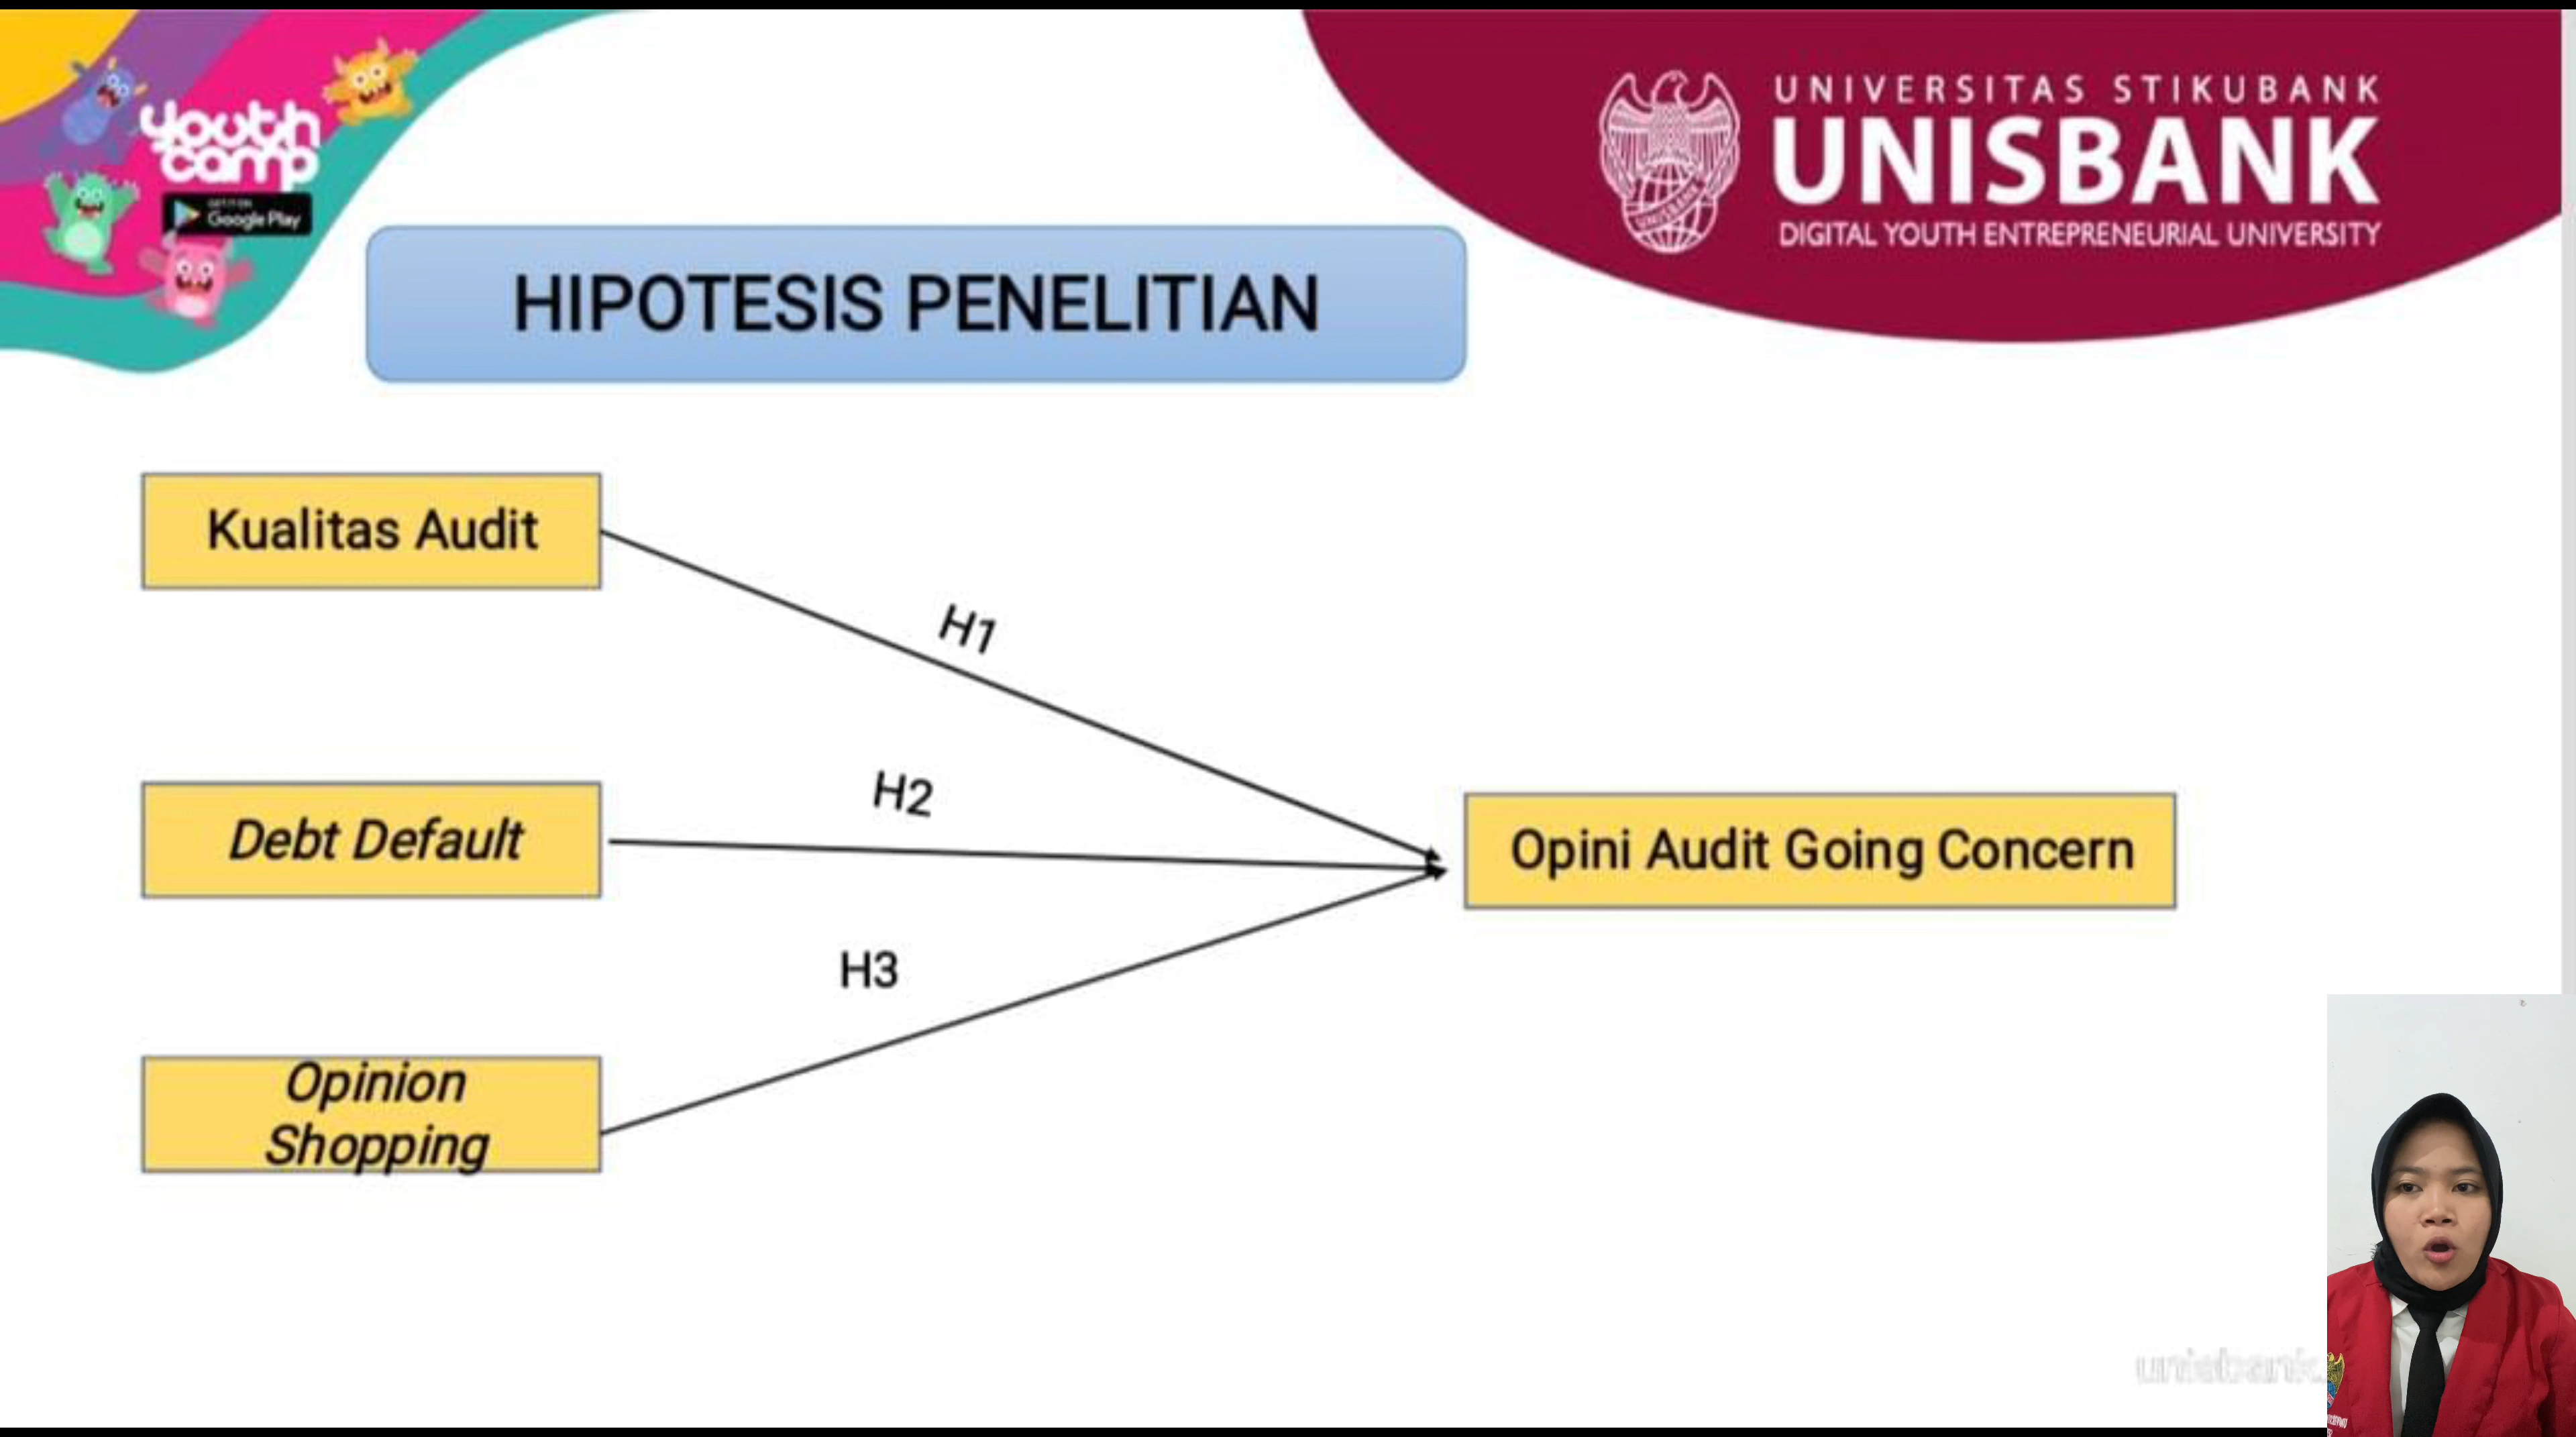 youth
camp
GET IT ON
Google Play
UNIVERSITAS STIKUBANK
UNISBANK
DIGITAL YOUTH ENTREPRENEURIAL UNIVERSITY
UNISBANK
HIPOTESIS PENELITIAN
Kualitas Audit
H1
H2
Debt Default
Opini Audit Going Concern
H3
Opinion
Shopping
unisbank.